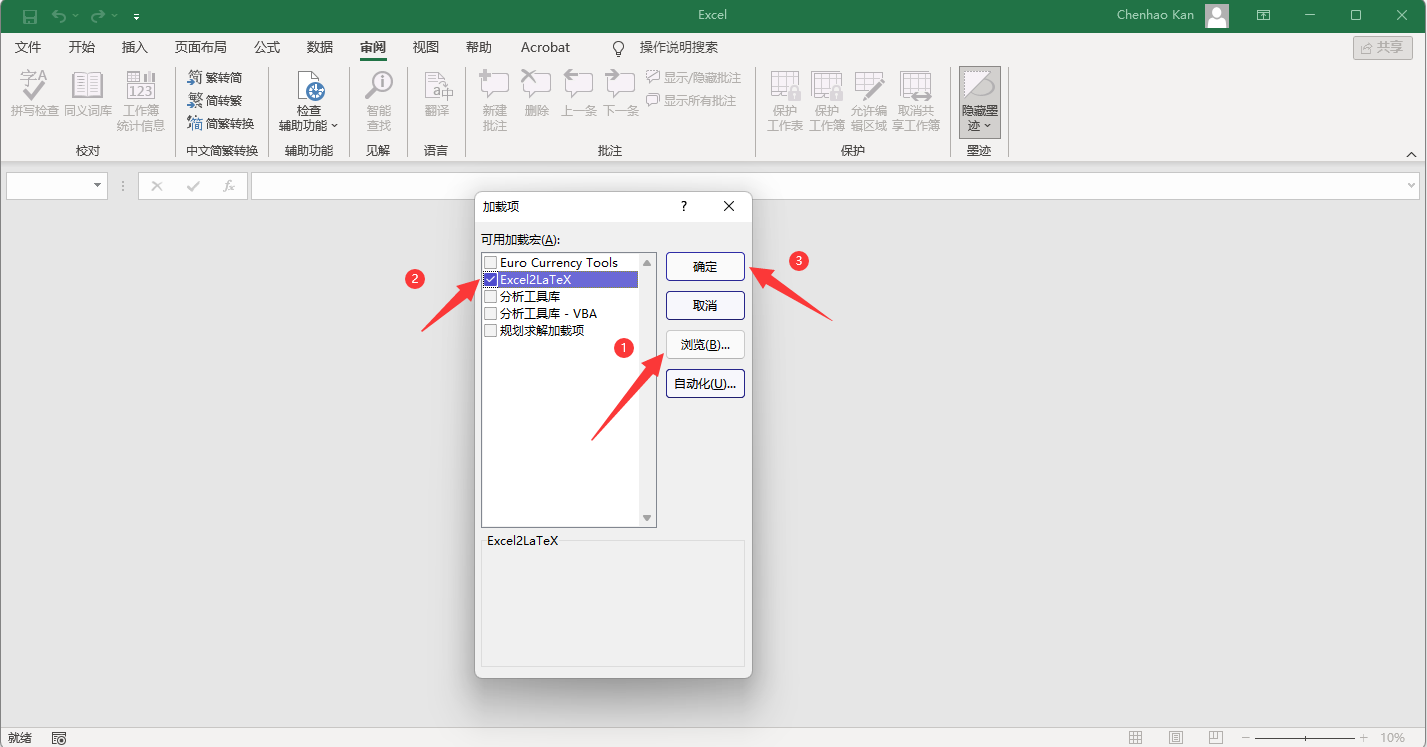 Excel
Chenhao Kan
文件 开始 插入 页面布局 公式 数据 审阅 视图 帮助 Acrobat 操作说明搜索 共享
字A
拼写检查
同义词库
123
工作簿
统计信息
校对
简 繁转简
繁 简转繁
简 简繁转换
中文简繁转换
检查
辅助功能
辅助功能
智能
查找
见解
a
翻译
语言
新建
批注
删除
上一条
下一条
显示/隐藏批注
显示所有批注
批注
保护
工作表
保护
工作簿
允许编
辑区域
取消共
享工作簿
保护
隐藏墨
迹
墨迹
fx
加载项 ?
可用加载宏(A):
Euro Currency Tools
Excel2LaTeX
分析工具库
分析工具库 - VBA
规划求解加载项
确定
取消
浏览(B)...
自动化(U)...
2
3
1
Excel2LaTeX
就绪
10%